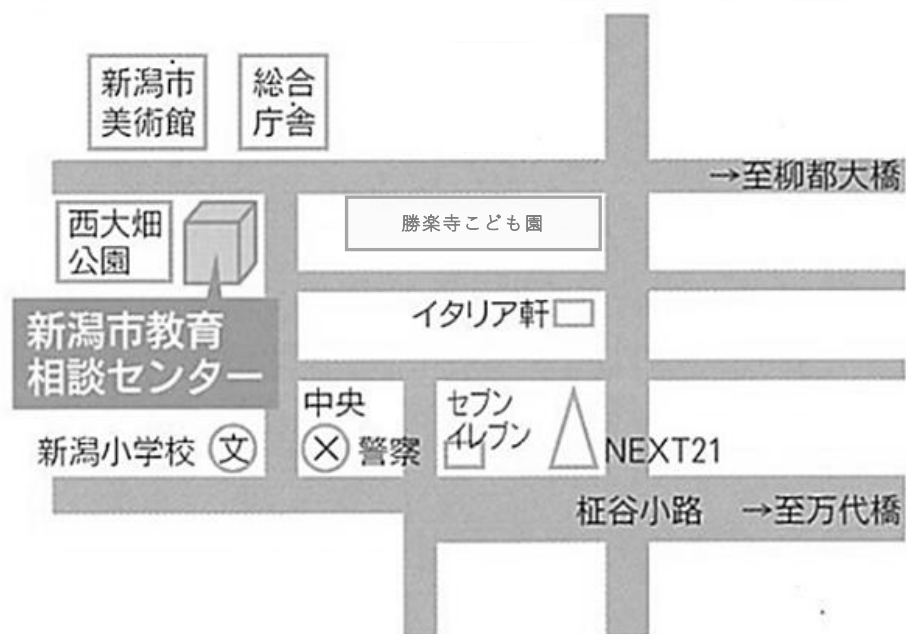 新潟市
美術館
総合
庁舎
→至柳都大橋
西大畑
公園
勝楽寺こども園
イタリア軒
新潟市教育
相談センター
中央
警察
セブン
イレブン
新潟小学校
文
NEXT21
柾谷小路
→至万代橋